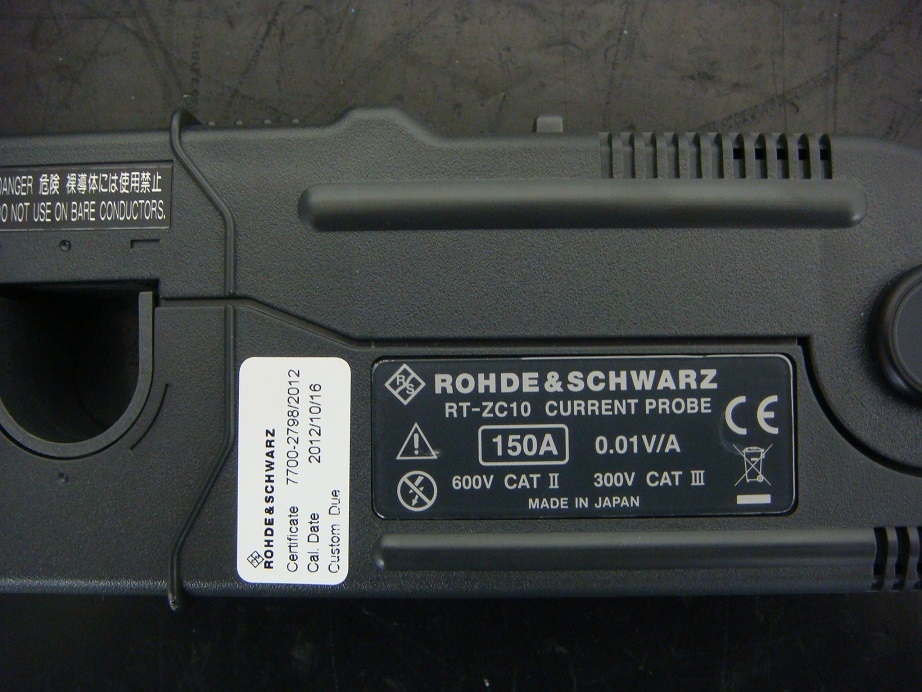 DANGER 危険 裸導体には使用禁止
DO NOT USE ON BARE CONDUCTORS.
ROHDE & SCHWARZ
Certificate 7700-2798/2012
Cal. Date 2012/10/16
Custom Due
R S
ROHDE & SCHWARZ
RT-ZC10 CURRENT PROBE
150A 0.01V/A
600V CAT II 300V CAT III
MADE IN JAPAN
CE